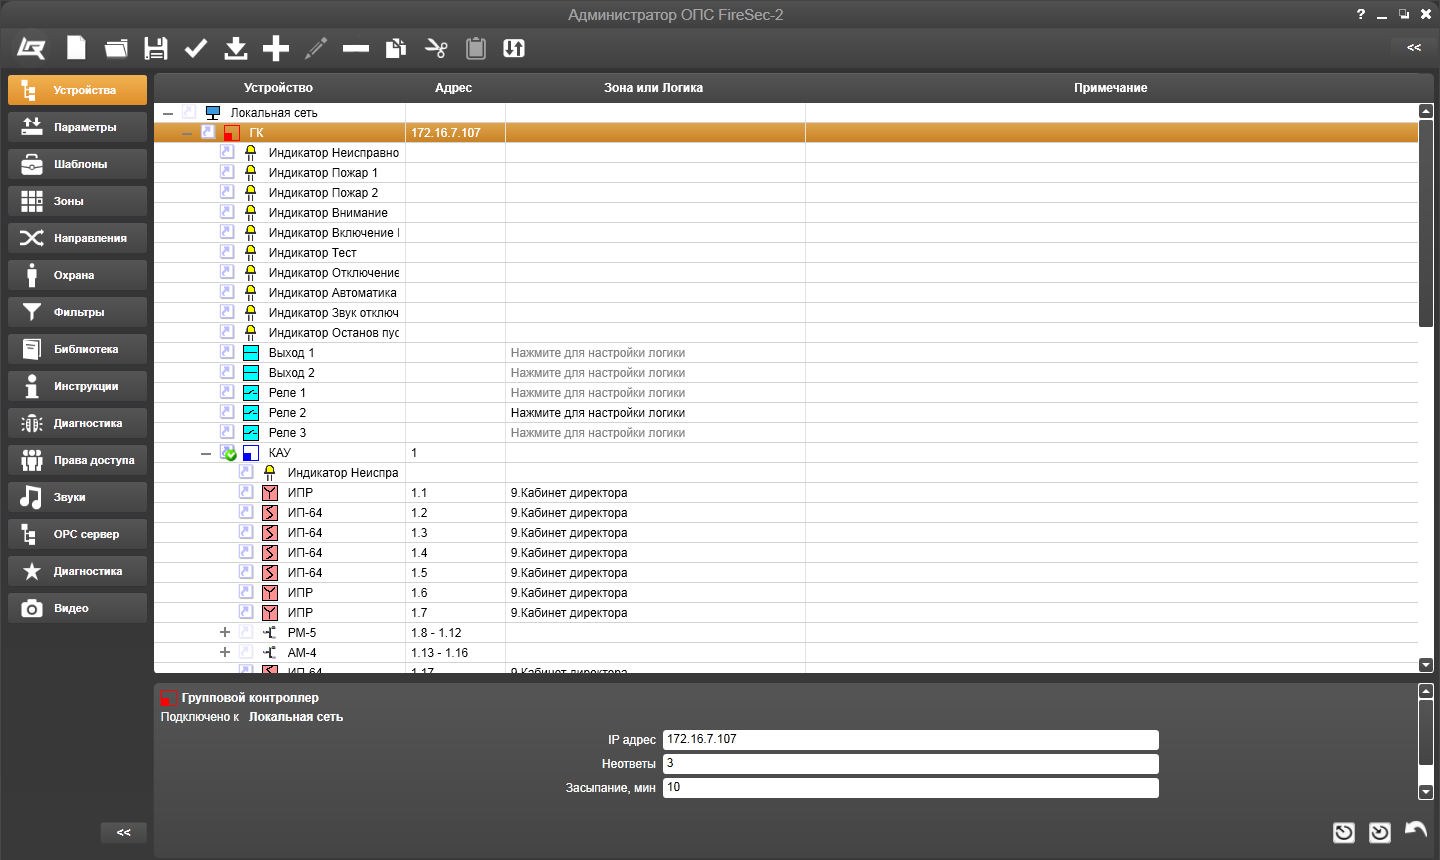 Администратор ОПС FireSec-2
?
<<
Устройства
Параметры
Шаблоны
Зоны
Направления
Охрана
Фильтры
Библиотека
Инструкции
Диагностика
Права доступа
Звуки
OPC сервер
Диагностика
Видео
<<
Устройство Адрес Зона или Логика Примечание
Локальная сеть
ГК 172.16.7.107
Индикатор Неисправно
Индикатор Пожар 1
Индикатор Пожар 2
Индикатор Внимание
Индикатор Включение
Индикатор Тест
Индикатор Отключение
Индикатор Автоматика
Индикатор Звук отключ
Индикатор Останов пус
Выход 1 Нажмите для настройки логики
Выход 2 Нажмите для настройки логики
Реле 1 Нажмите для настройки логики
Реле 2 Нажмите для настройки логики
Реле 3 Нажмите для настройки логики
КАУ 1
Индикатор Неиспра
ИПР 1.1 9.Кабинет директора
ИП-64 1.2 9.Кабинет директора
ИП-64 1.3 9.Кабинет директора
ИП-64 1.4 9.Кабинет директора
ИП-64 1.5 9.Кабинет директора
ИПР 1.6 9.Кабинет директора
ИПР 1.7 9.Кабинет директора
РМ-5 1.8 - 1.12
АМ-4 1.13 - 1.16
ИП-64 1.17 9.Кабинет директора
Групповой контроллер
Подключено к Локальная сеть
IP адрес 172.16.7.107
Неответы 3
Засыпание, мин 10